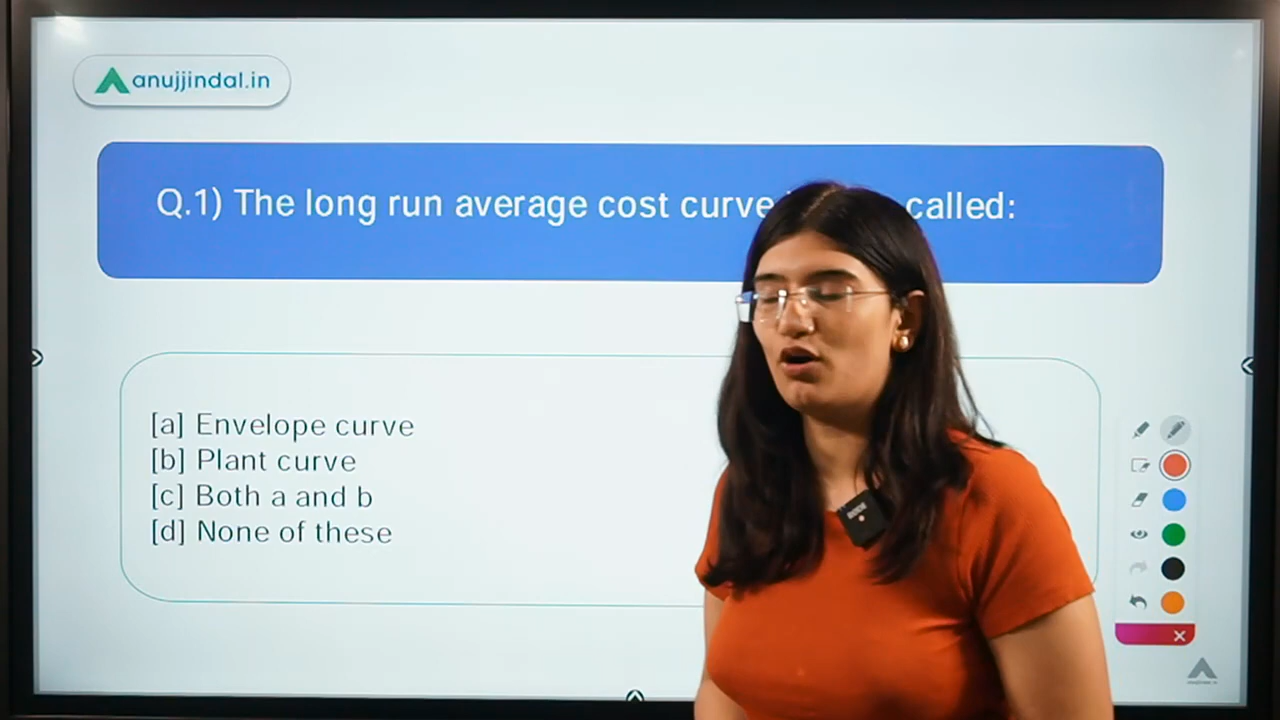 anujjindal.in
Q.1) The long run average cost curve called:
[a] Envelope curve
[b] Plant curve
[c] Both a and b
[d] None of these